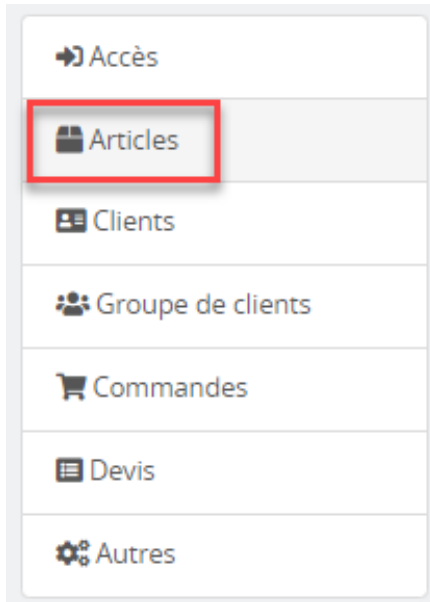 Accès
Articles
Clients
Groupe de clients
Commandes
Devis
Autres